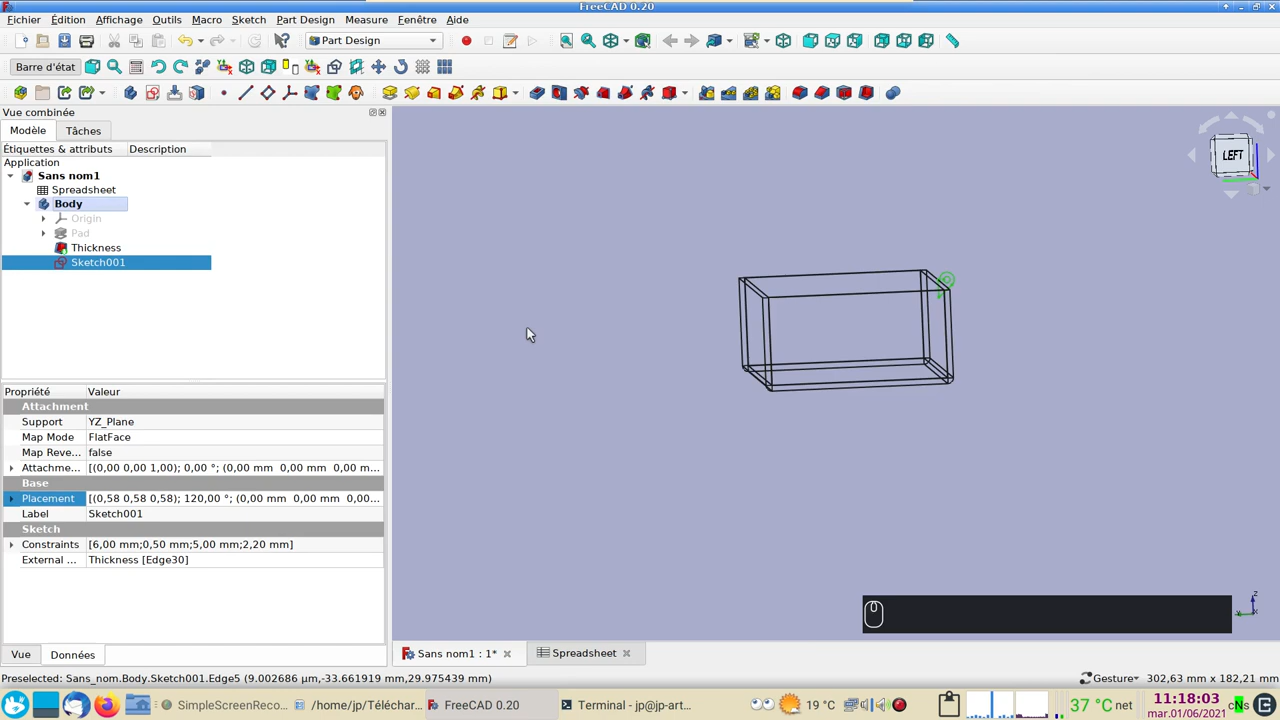 FreeCAD 0.20
Fichier Édition Affichage Outils Macro Sketch Part Design Measure Fenêtre Aide
Part Design
Barre d'état
Vue combinée
Modèle Tâches
Étiquettes & attributs Description
Application
Sans nom1
Spreadsheet
Body
Origin
Pad
Thickness
Sketch001
LEFT
Propriété Valeur
Attachment
Support YZ_Plane
Map Mode FlatFace
Map Reve... false
Attachme... [(0,00 0,00 1,00); 0,00 °; (0,00 mm 0,00 mm 0,00 m...
Base
Placement [(0,58 0,58 0,58); 120,00 °; (0,00 mm 0,00 mm 0,00...
Label Sketch001
Sketch
Constraints [6,00 mm;0,50 mm;5,00 mm;2,20 mm]
External ... Thickness [Edge30]
Vue Données
Sans nom1 : 1* Spreadsheet
Preselected: Sans_nom.Body.Sketch001.Edge5 (9.002686 µm,-33.661919 mm,29.975439 mm) Gesture 302,63 mm x 182,21 mm
SimpleScreenReco... /home/jp/Téléchar... FreeCAD 0.20 Terminal - jp@jp-art... 19 °C 37 °C net 11:18:03
mar.01/06/2021